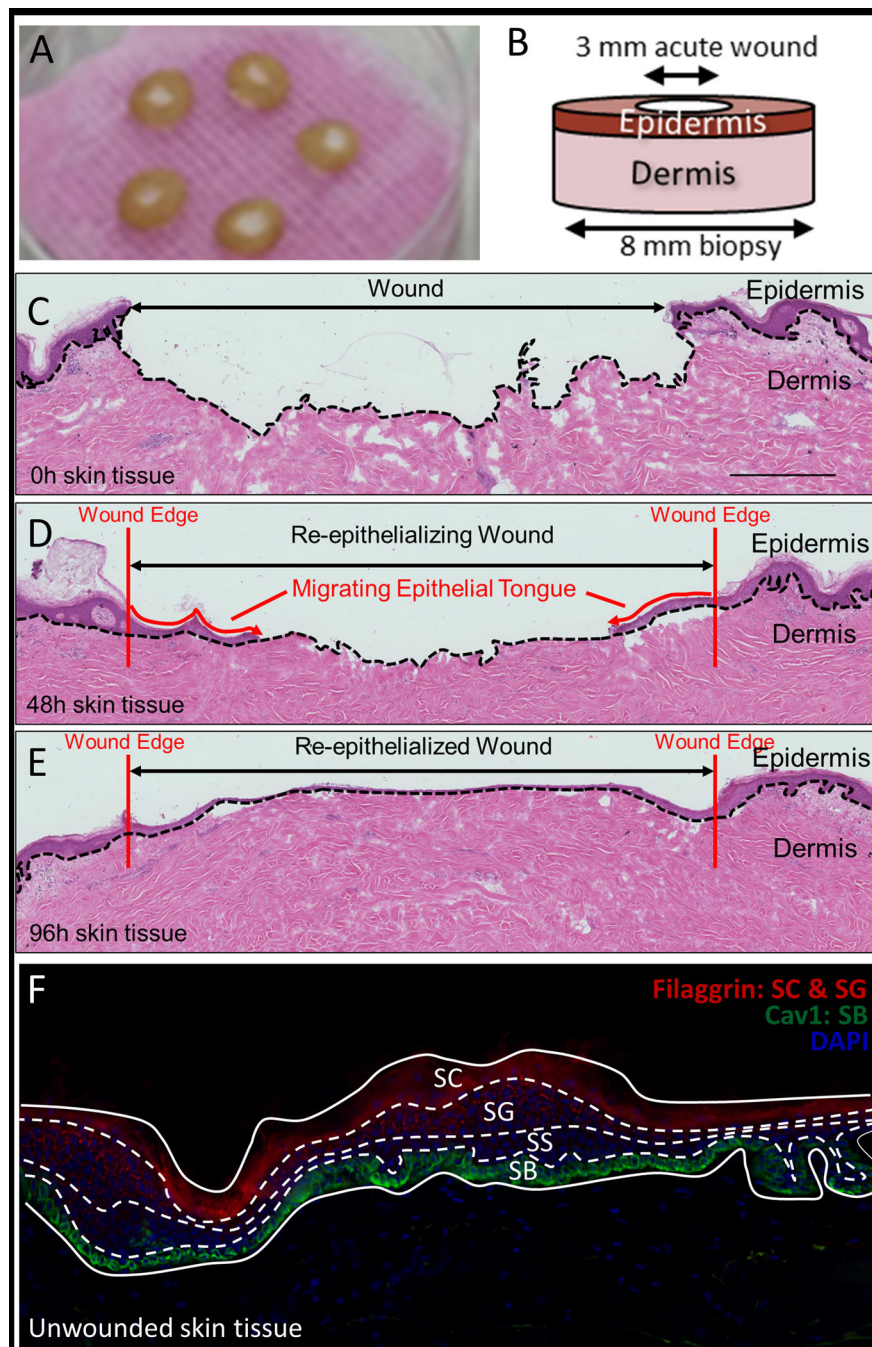 A
B
3 mm acute wound
Epidermis
Dermis
8 mm biopsy
C
Wound
Epidermis
Dermis
0h skin tissue
D
Wound Edge
Re-epithelializing Wound
Wound Edge
Epidermis
Migrating Epithelial Tongue
Dermis
48h skin tissue
E
Wound Edge
Re-epithelialized Wound
Wound Edge
Epidermis
Dermis
96h skin tissue
F
Filaggrin: SC & SG
Cav1: SB
DAPI
SC
SG
SS
SB
Unwounded skin tissue